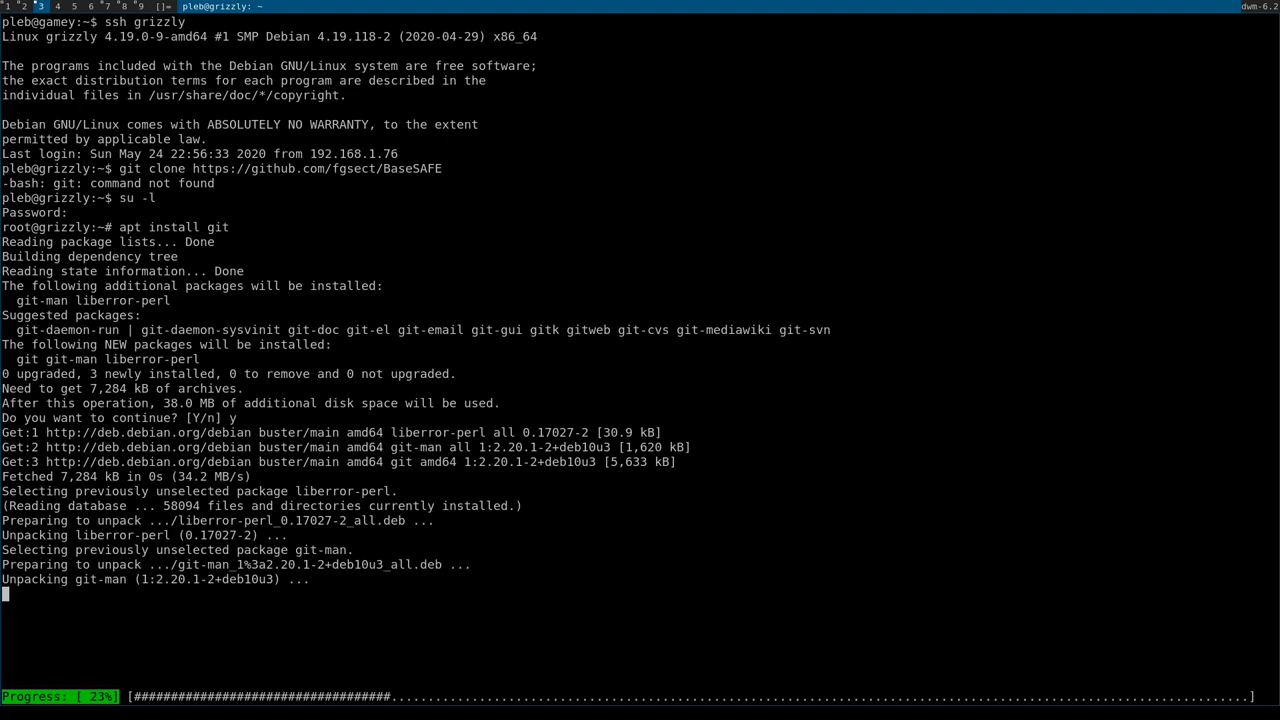 1 2 3 4 5 6 7 8 9 []= pleb@grizzly: ~ dwm-6.2
pleb@gamey:~$ ssh grizzly
Linux grizzly 4.19.0-9-amd64 #1 SMP Debian 4.19.118-2 (2020-04-29) x86_64
The programs included with the Debian GNU/Linux system are free software;
the exact distribution terms for each program are described in the
individual files in /usr/share/doc/*/copyright.
Debian GNU/Linux comes with ABSOLUTELY NO WARRANTY, to the extent
permitted by applicable law.
Last login: Sun May 24 22:56:33 2020 from 192.168.1.76
pleb@grizzly:~$ git clone https://github.com/fgsect/BaseSAFE
-bash: git: command not found
pleb@grizzly:~$ su -l
Password:
root@grizzly:~# apt install git
Reading package lists... Done
Building dependency tree
Reading state information... Done
The following additional packages will be installed:
  git-man liberror-perl
Suggested packages:
  git-daemon-run | git-daemon-sysvinit git-doc git-el git-email git-gui gitk gitweb git-cvs git-mediawiki git-svn
The following NEW packages will be installed:
  git git-man liberror-perl
0 upgraded, 3 newly installed, 0 to remove and 0 not upgraded.
Need to get 7,284 kB of archives.
After this operation, 38.0 MB of additional disk space will be used.
Do you want to continue? [Y/n] y
Get:1 http://deb.debian.org/debian buster/main amd64 liberror-perl all 0.17027-2 [30.9 kB]
Get:2 http://deb.debian.org/debian buster/main amd64 git-man all 1:2.20.1-2+deb10u3 [1,620 kB]
Get:3 http://deb.debian.org/debian buster/main amd64 git amd64 1:2.20.1-2+deb10u3 [5,633 kB]
Fetched 7,284 kB in 0s (34.2 MB/s)
Selecting previously unselected package liberror-perl.
(Reading database ... 58094 files and directories currently installed.)
Preparing to unpack .../liberror-perl_0.17027-2_all.deb ...
Unpacking liberror-perl (0.17027-2) ...
Selecting previously unselected package git-man.
Preparing to unpack .../git-man_1%3a2.20.1-2+deb10u3_all.deb ...
Unpacking git-man (1:2.20.1-2+deb10u3) ...
Progress: [ 23%] [###################################.....................................................................................................................]